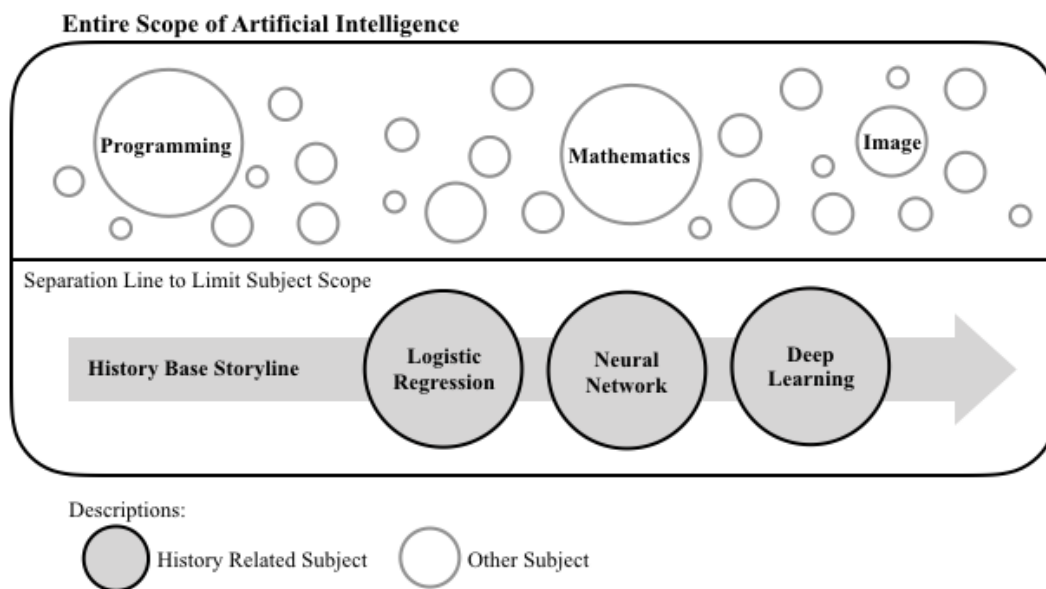 Entire Scope of Artificial Intelligence
Programming
Mathematics
Image
Separation Line to Limit Subject Scope
History Base Storyline
Logistic
Regression
Neural
Network
Deep
Learning
Descriptions:
History Related Subject
Other Subject